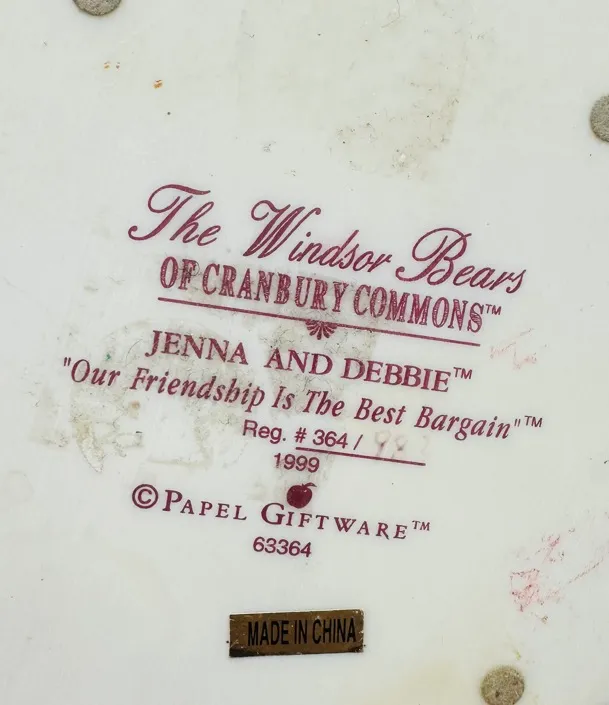 The Windsor Bears
OF CRANBURY COMMONS™
JENNA AND DEBBIE™
"Our Friendship Is The Best Bargain"™
Reg. # 364 /
1999
©PAPEL GIFTWARE™
63364
MADE IN CHINA